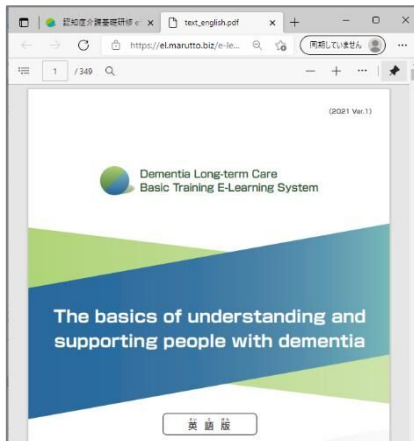 認知症介護基礎研修 e
text_english.pdf
https://el.marutto.biz/e-le...
同期していません
1 / 349
(2021 Ver.1)
Dementia Long-term Care
Basic Training E-Learning System
The basics of understanding and
supporting people with dementia
英語版